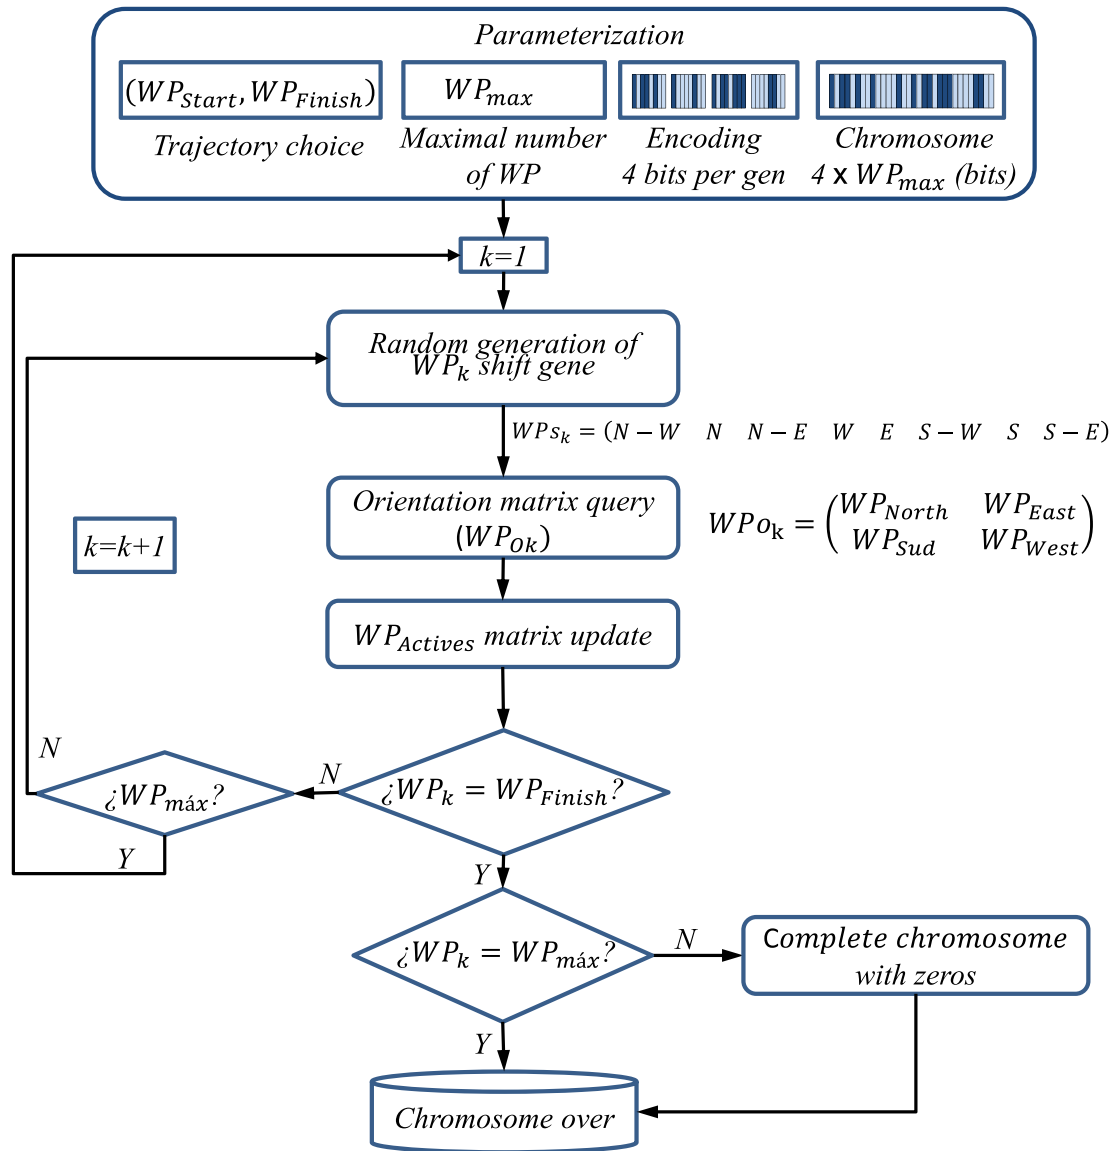 Parameterization
(WP_Start, WP_Finish)
WP_max
Trajectory choice
Maximal number
of WP
Encoding
4 bits per gen
Chromosome
4 x WP_max (bits)
k=1
Random generation of
WP_k shift gene
WPs_k = (N − W N N − E W E S − W S S − E)
Orientation matrix query
(WP_Ok)
WPo_k = (WP_North WP_East
WP_Sud WP_West)
k=k+1
WP_Actives matrix update
N
¿WP_máx?
N
¿WP_k = WP_Finish?
Y
Y
¿WP_k = WP_máx?
N
Complete chromosome
with zeros
Y
Chromosome over